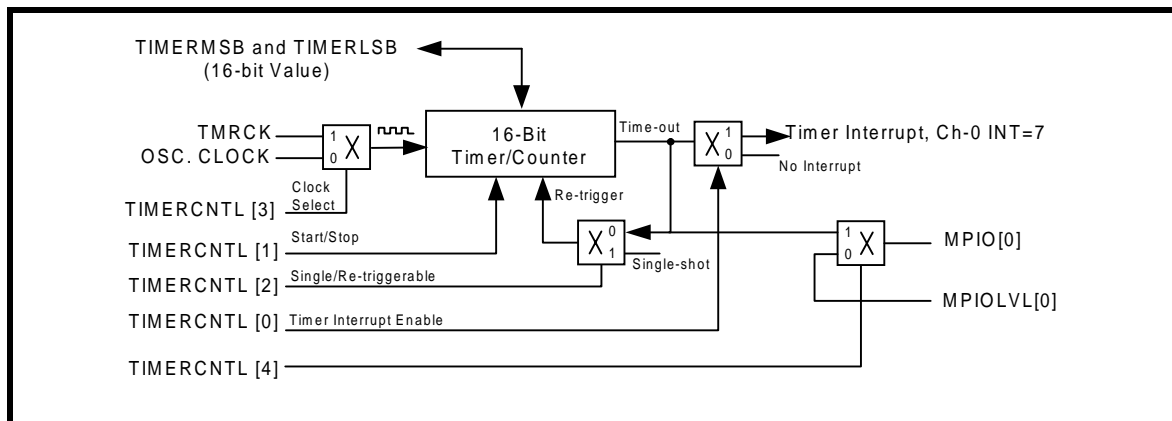 TIMERMSB and TIMERLSB
(16-bit Value)
TMRCK
OSC. CLOCK
1
0
X
Clock
Select
TIMERCNTL [3]
16-Bit
Timer/Counter
Time-out
X
1
0
Timer Interrupt, Ch-0 INT=7
No Interrupt
Re-trigger
X
0
1
Single-shot
1
0
X
MPIO[0]
MPIOLVL[0]
TIMERCNTL [1]
Start/Stop
TIMERCNTL [2]
Single/Re-triggerable
TIMERCNTL [0]
Timer Interrupt Enable
TIMERCNTL [4]